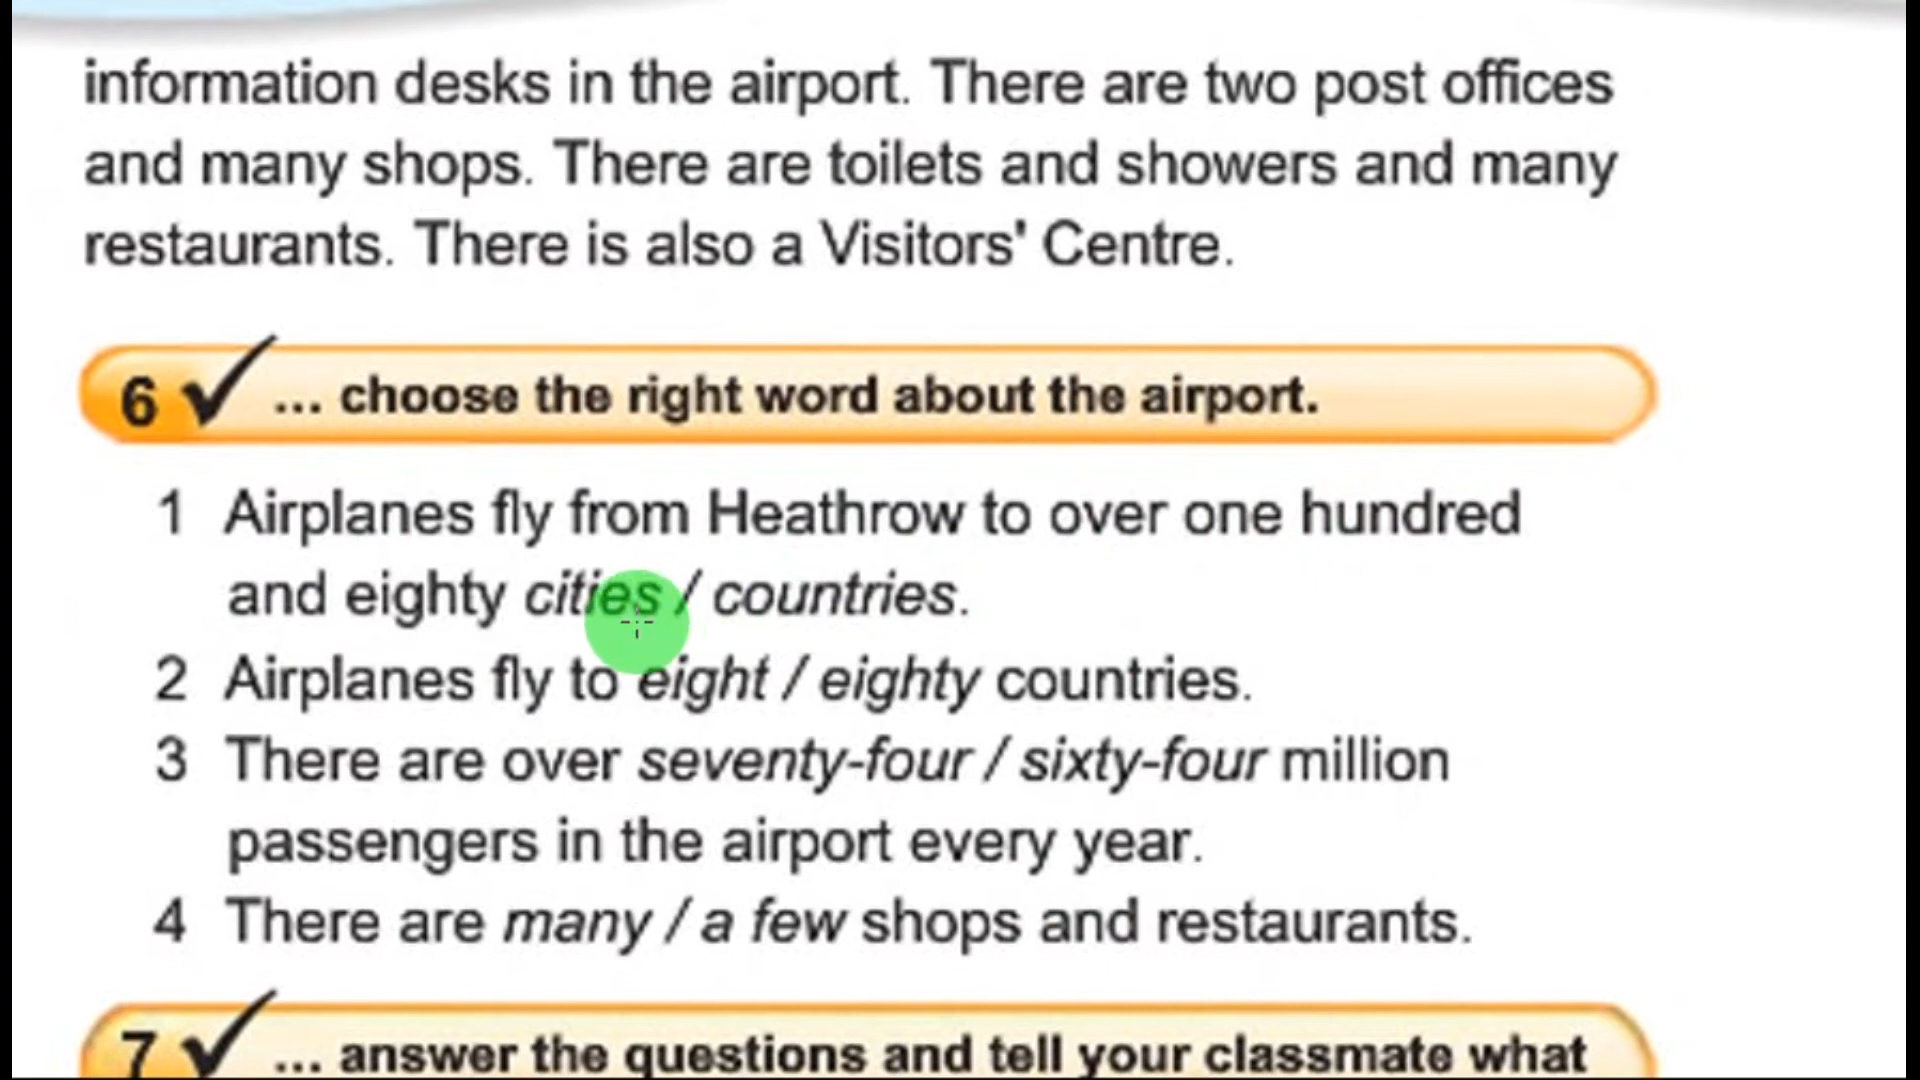 information desks in the airport. There are two post offices
and many shops. There are toilets and showers and many
restaurants. There is also a Visitors' Centre.
6 ✓ ... choose the right word about the airport.
1 Airplanes fly from Heathrow to over one hundred
and eighty cities / countries.
2 Airplanes fly to eight / eighty countries.
3 There are over seventy-four / sixty-four million
passengers in the airport every year.
4 There are many / a few shops and restaurants.
7 ✓ ... answer the questions and tell your classmate what